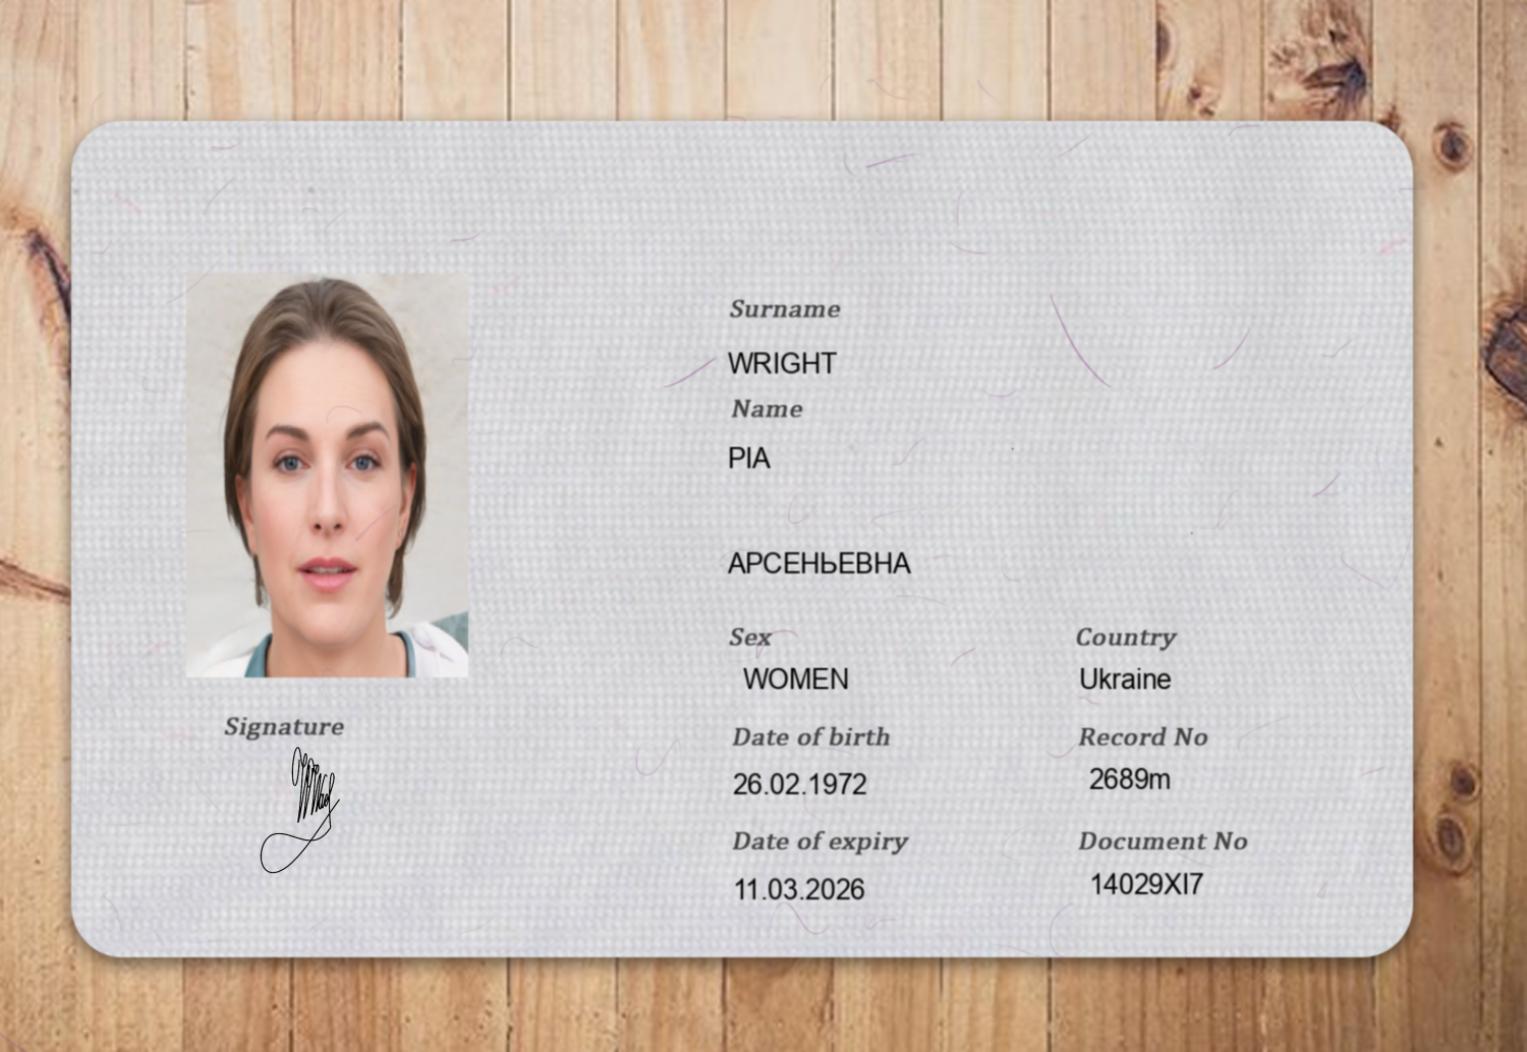 Surname
WRIGHT
Name
PIA
АРСЕНЬЕВНА
Sex
WOMEN
Country
Ukraine
Date of birth
26.02.1972
Record No
2689m
Date of expiry
11.03.2026
Document No
14029XI7
Signature